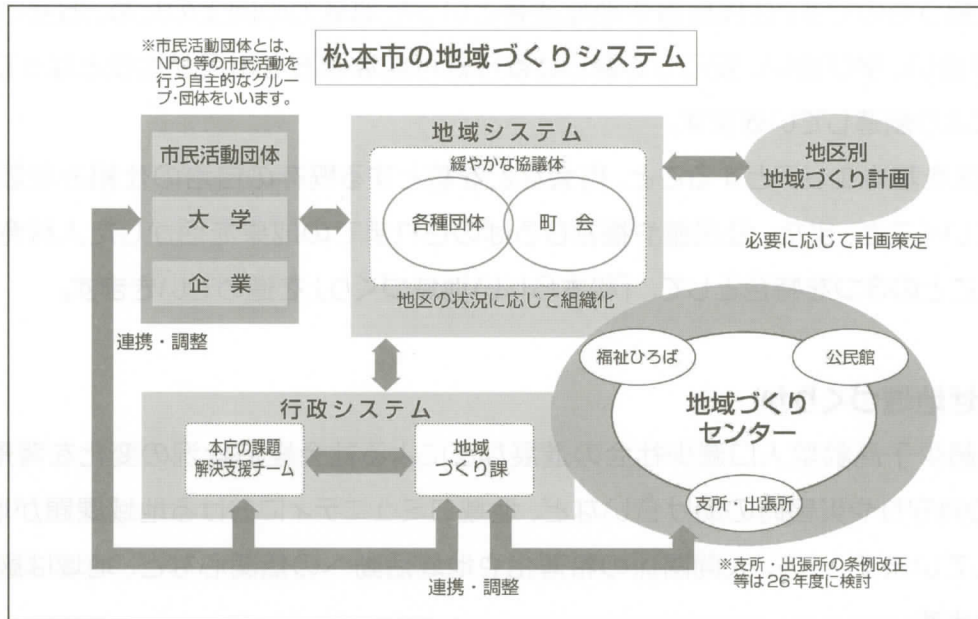 松本市の地域づくりシステム
※市民活動団体とは、
NPO等の市民活動を
行う自主的なグルー
プ・団体をいいます。
市民活動団体
大 学
企 業
連携・調整
地域システム
緩やかな協議体
各種団体
町 会
地区の状況に応じて組織化
地区別
地域づくり計画
必要に応じて計画策定
行政システム
本庁の課題
解決支援チーム
地域
づくり課
連携・調整
福祉ひろば
公民館
地域づくり
センター
支所・出張所
※支所・出張所の条例改正
等は26年度に検討